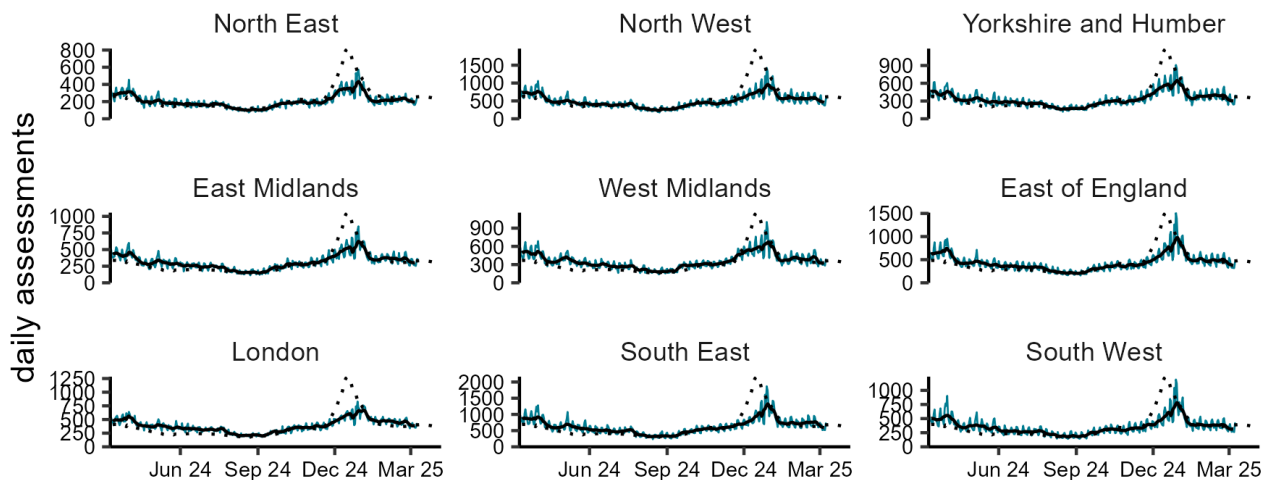 North East North West Yorkshire and Humber
800 1500 900
600 1000 600
400 500 300
200 0 0
0
East Midlands West Midlands East of England
1000 900 1500
750 600 1000
500 300 500
250 0 0
0
daily assessments
London South East South West
1250 2000 1000
1000 1500 750
750 1000 500
500 500 250
250 0 0
0
Jun 24 Sep 24 Dec 24 Mar 25 Jun 24 Sep 24 Dec 24 Mar 25 Jun 24 Sep 24 Dec 24 Mar 25